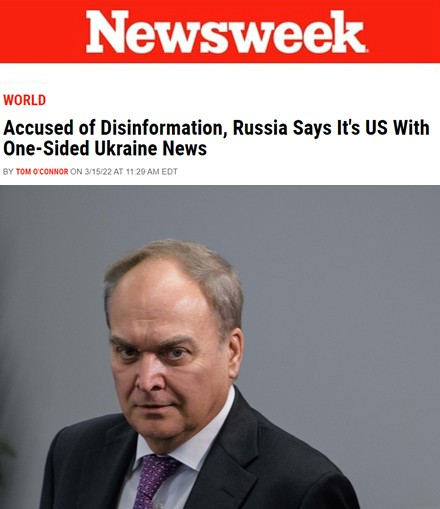 Newsweek
WORLD
Accused of Disinformation, Russia Says It's US With
One-Sided Ukraine News
BY TOM O'CONNOR ON 3/15/22 AT 11:29 AM EDT